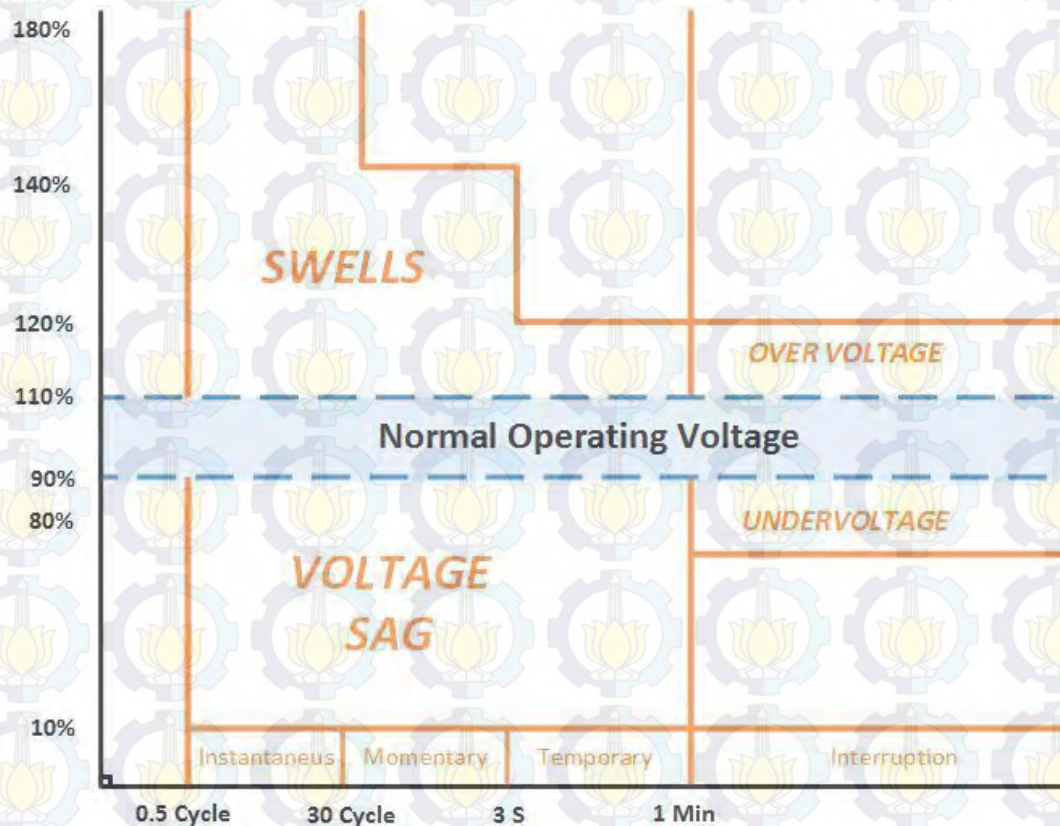 180%
140%
SWELLS
120%
OVER VOLTAGE
110%
Normal Operating Voltage
90%
80%
UNDERVOLTAGE
VOLTAGE
SAG
10%
Instantaneus
Momentary
Temporary
Interruption
0.5 Cycle
30 Cycle
3 S
1 Min